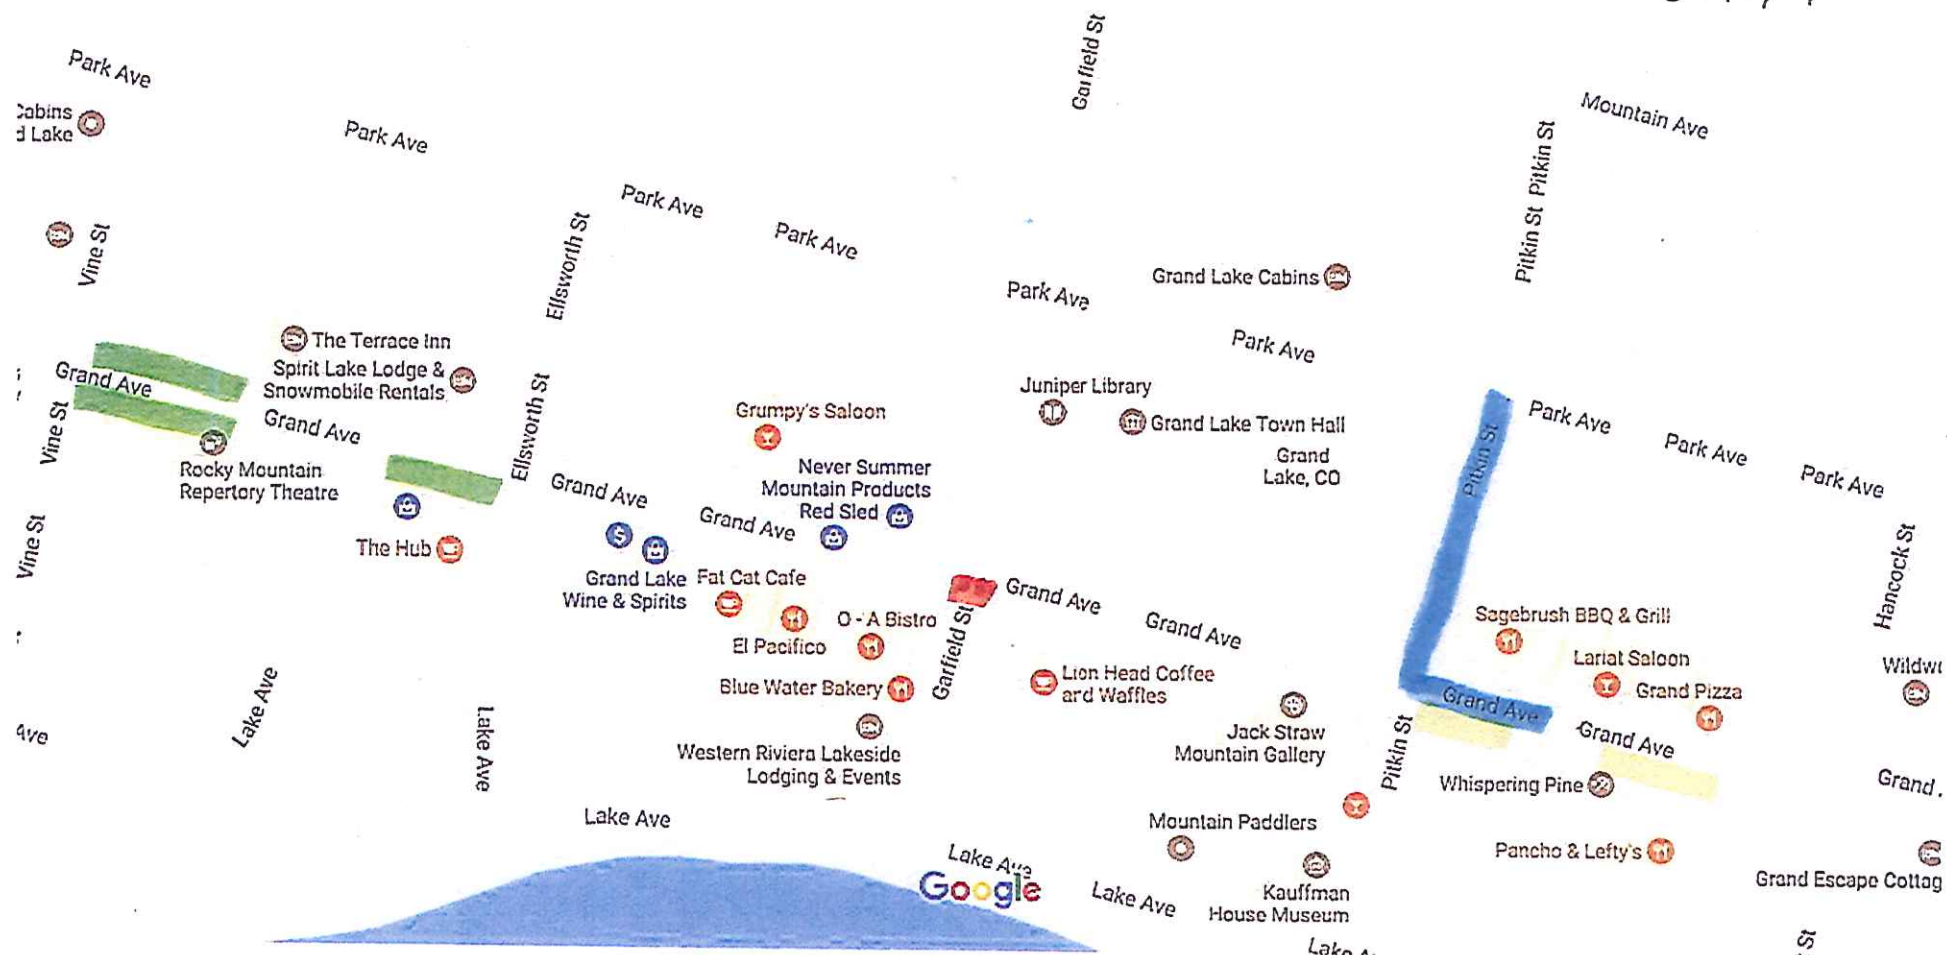 Park Ave
Garfield St
Mountain Ave
Cabins
d Lake
Park Ave
Pitkin St
Park Ave
Park Ave
Vine St
Ellsworth St
Pitkin St
Park Ave
Grand Lake Cabins
Park Ave
The Terrace Inn
Spirit Lake Lodge &
Snowmobile Rentals
Grand Ave
Juniper Library
Grand Lake Town Hall
Grand
Lake, CO
Park Ave
Park Ave
Park Ave
Vine St
Grand Ave
Ellsworth St
Grumpy's Saloon
Pitkin St
Rocky Mountain
Repertory Theatre
Never Summer
Mountain Products
Red Sled
Grand Ave
Grand Ave
Vine St
The Hub
Grand Lake
Wine & Spirits
Fat Cat Cafe
El Pacifico
O-A Bistro
Blue Water Bakery
Garfield St
Grand Ave
Grand Ave
Hancock St
Sagebrush BBQ & Grill
Lariat Saloon
Grand Pizza
Lion Head Coffee
and Waffles
Grand Ave
Grand Ave
Lake Ave
Lake Ave
Ave
Western Riviera Lakeside
Lodging & Events
Jack Straw
Mountain Gallery
Pitkin St
Whispering Pine
Grand
Lake Ave
Mountain Paddlers
Pancho & Lefty's
Lake Ave
Google
Lake Ave
Kauffman
House Museum
Grand Escape Cottag
Lake A
St